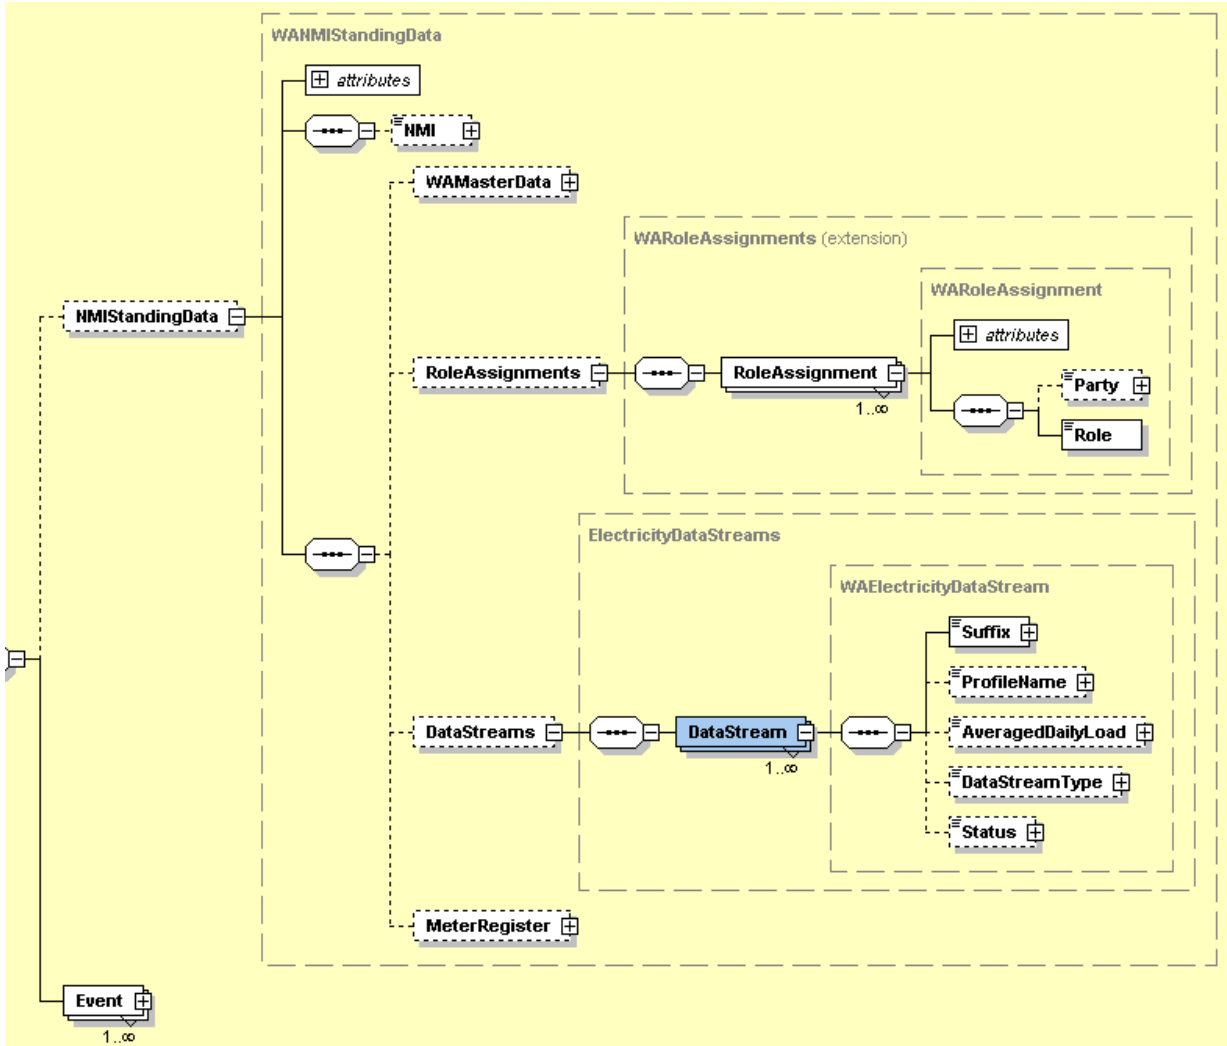 WANMIStandingData
attributes
NMI
WAMasterData
WARoleAssignments (extension)
WARoleAssignment
NMIStandingData
attributes
RoleAssignments
RoleAssignment
1..∞
Party
Role
ElectricityDataStreams
WAElectricityDataStream
Suffix
ProfileName
DataStreams
DataStream
1..∞
AveragedDailyLoad
DataStreamType
Status
MeterRegister
Event
1..∞